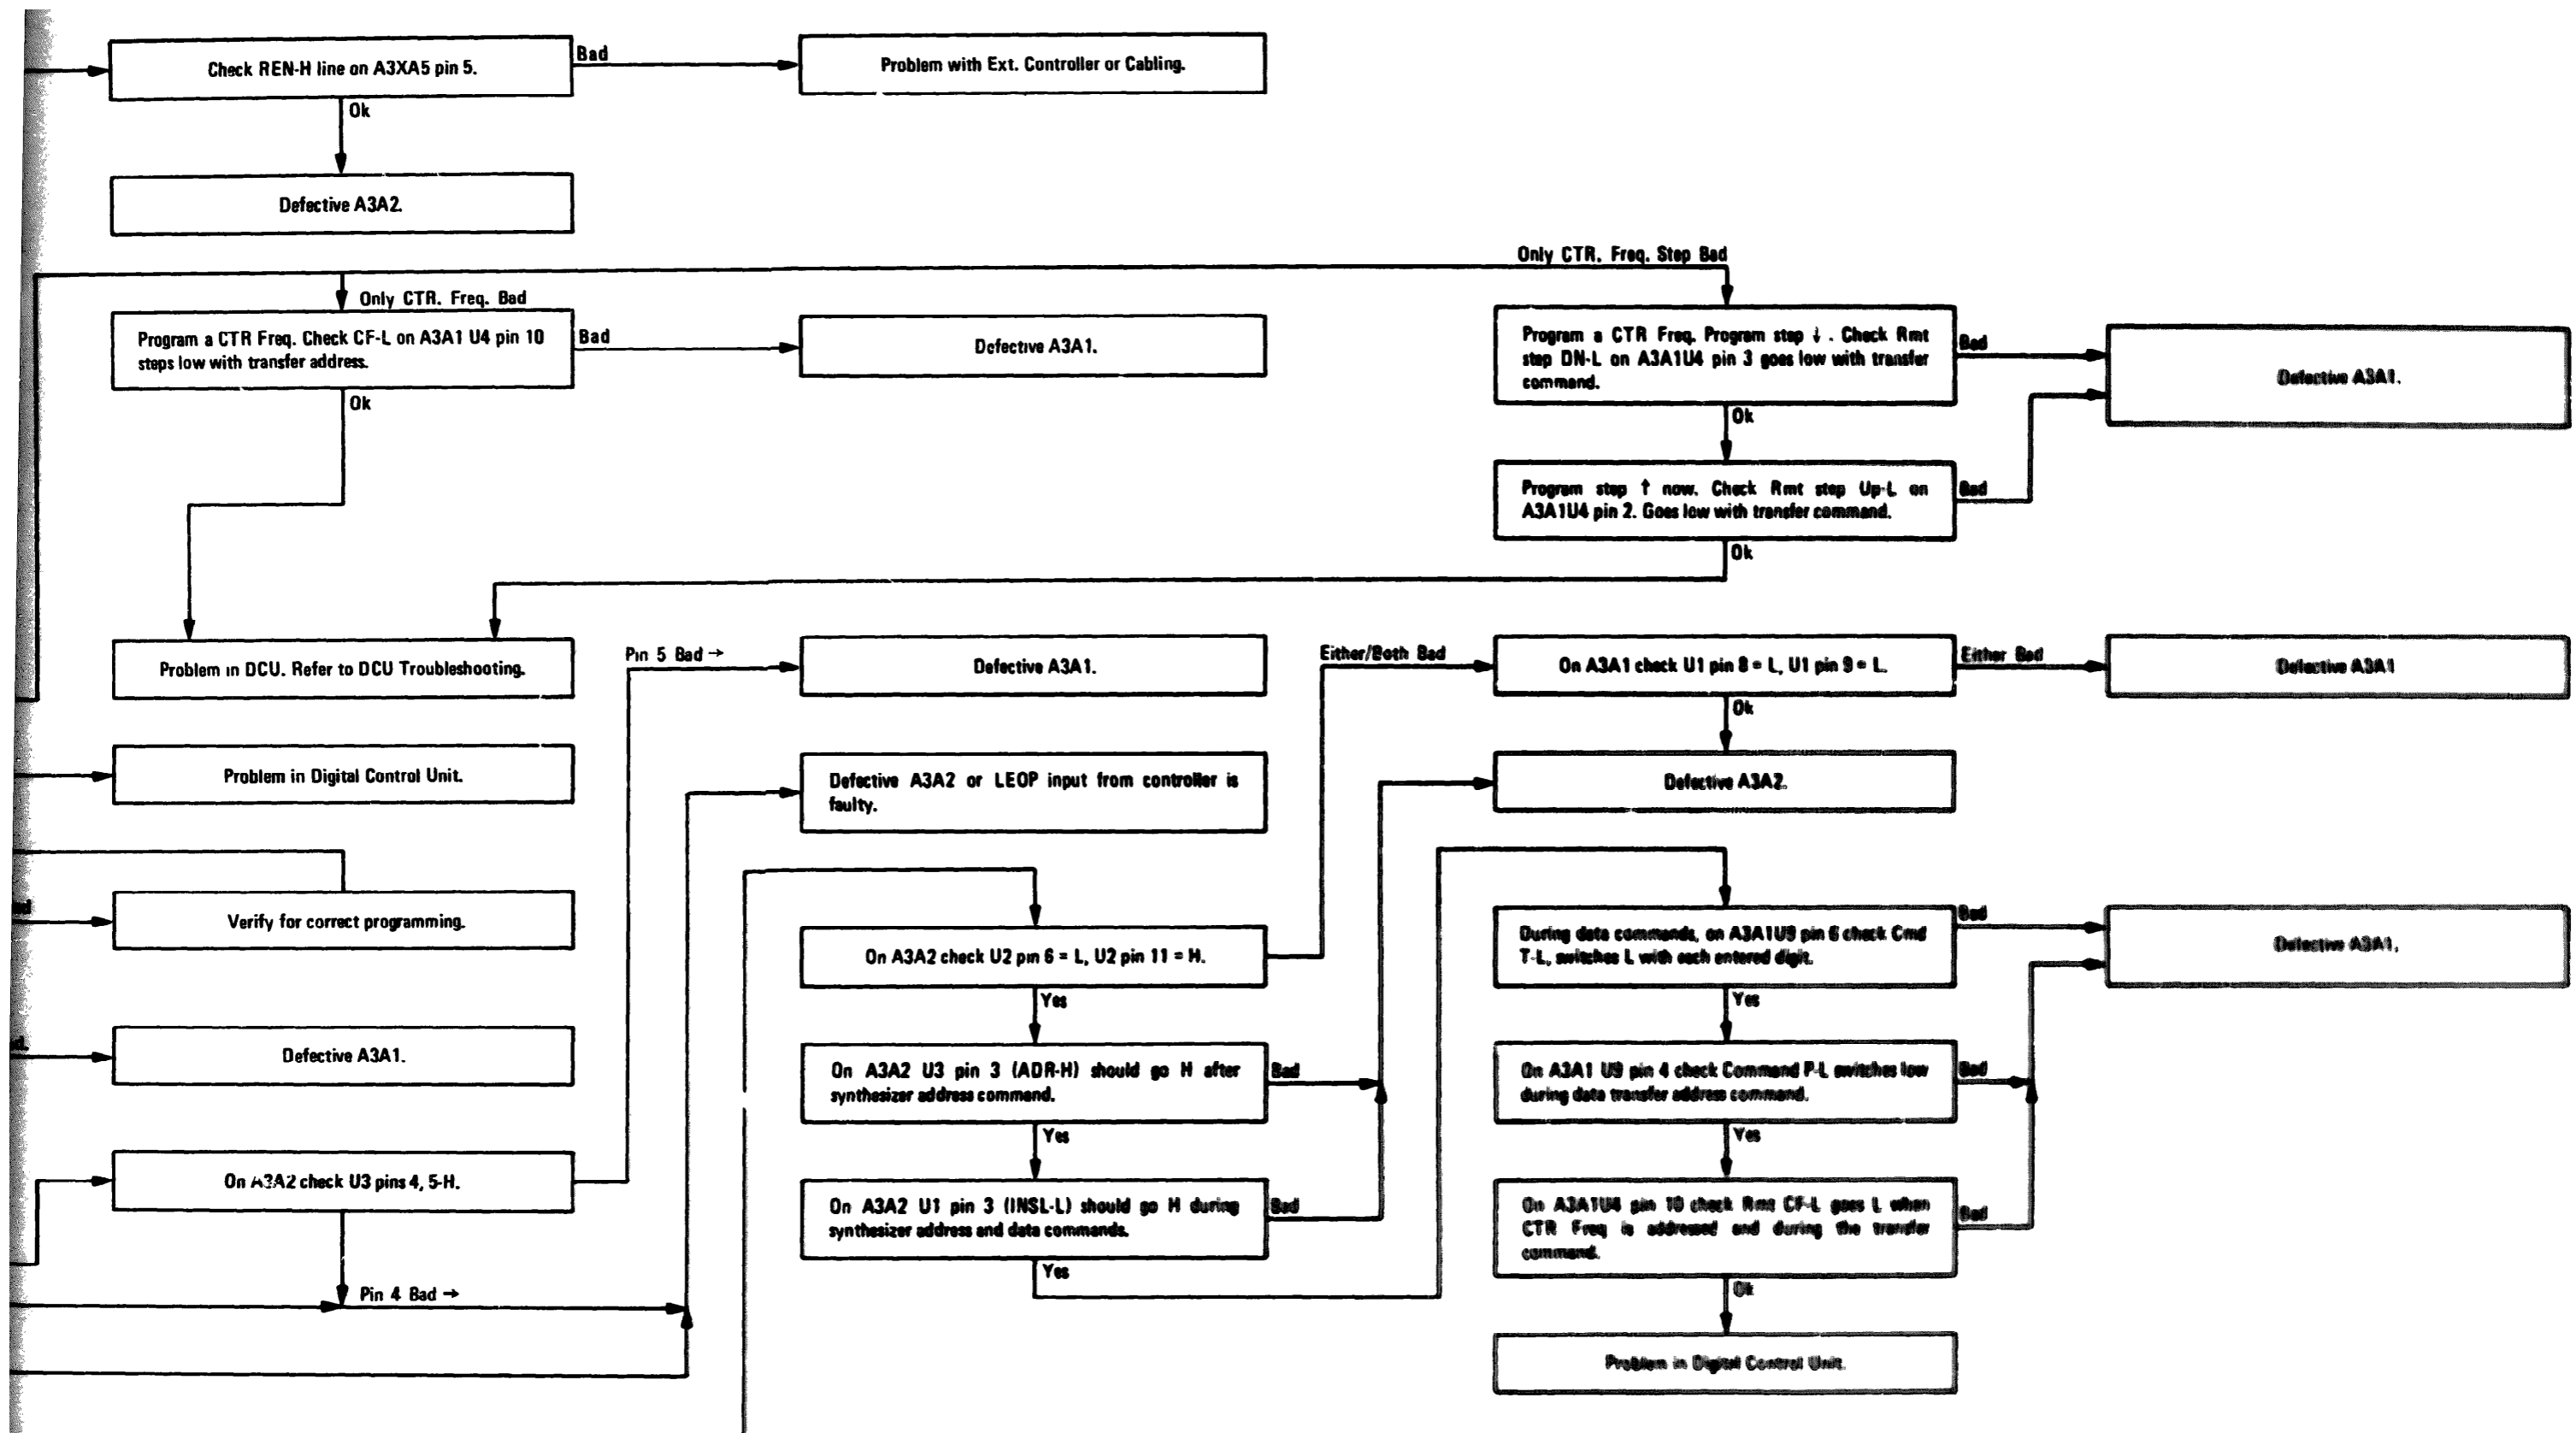 Check REN-H line on A3XA5 pin 5.
Bad
Problem with Ext. Controller or Cabling.
Ok
Defective A3A2.
Only CTR. Freq. Step Bad
Only CTR. Freq. Bad
Program a CTR Freq. Check CF-L on A3A1 U4 pin 10
steps low with transfer address.
Bad
Defective A3A1.
Ok
Program a CTR Freq. Program step ↓ . Check Rmt
step DN-L on A3A1U4 pin 3 goes low with transfer
command.
Bad
Defective A3A1.
Ok
Program step ↑ now. Check Rmt step Up-L on
A3A1U4 pin 2. Goes low with transfer command.
Bad
Ok
Problem in DCU. Refer to DCU Troubleshooting.
Pin 5 Bad →
Defective A3A1.
Either/Both Bad
On A3A1 check U1 pin 8 = L, U1 pin 9 = L.
Either Bad
Defective A3A1
Ok
Problem in Digital Control Unit.
Defective A3A2 or LEOP input from controller is
faulty.
Defective A3A2.
Verify for correct programming.
On A3A2 check U2 pin 6 = L, U2 pin 11 = H.
Yes
During data commands, on A3A1U9 pin 6 check Cmd
T-L, switches L with each entered digit.
Bad
Defective A3A1.
Yes
Defective A3A1.
On A3A2 U3 pin 3 (ADR-H) should go H after
synthesizer address command.
Bad
Yes
On A3A1 U9 pin 4 check Command P-L switches low
during data transfer address command.
Bad
Yes
On A3A2 check U3 pins 4, 5-H.
On A3A2 U1 pin 3 (INSL-L) should go H during
synthesizer address and data commands.
Bad
Yes
On A3A1U4 pin 10 check Rmt CF-L goes L when
CTR Freq is addressed and during the transfer
command.
Bad
Ok
Pin 4 Bad →
Problem in Digital Control Unit.